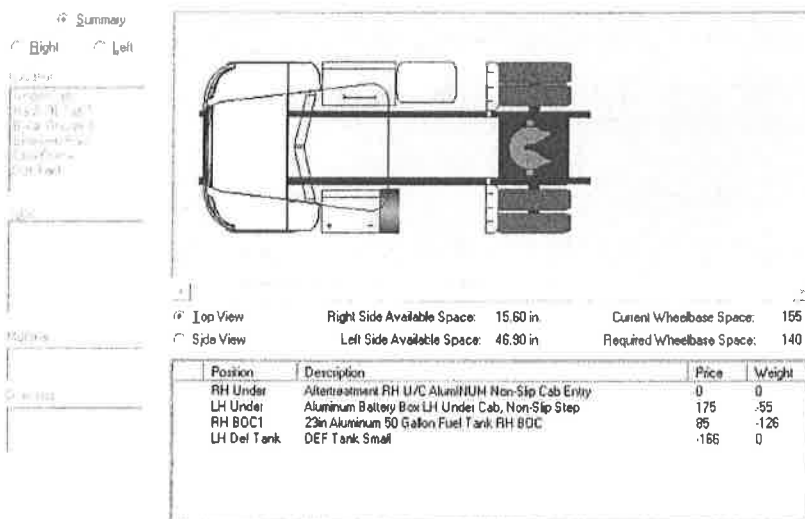 Summary
Right Left
Top View Right Side Available Space: 15.60 in. Current Wheelbase Space: 155
Side View Left Side Available Space: 46.90 in Required Wheelbase Space: 140
Position Description Price Weight
RH Under Aftertreatment RH U/C AlumINUM Non-Slip Cab Entry 0 0
LH Under Aluminum Battery Box LH Under Cab, Non-Slip Step 175 -55
RH BOC1 23in Aluminum 50 Gallon Fuel Tank RH BOC 85 -126
LH Def Tank DEF Tank Small -166 0